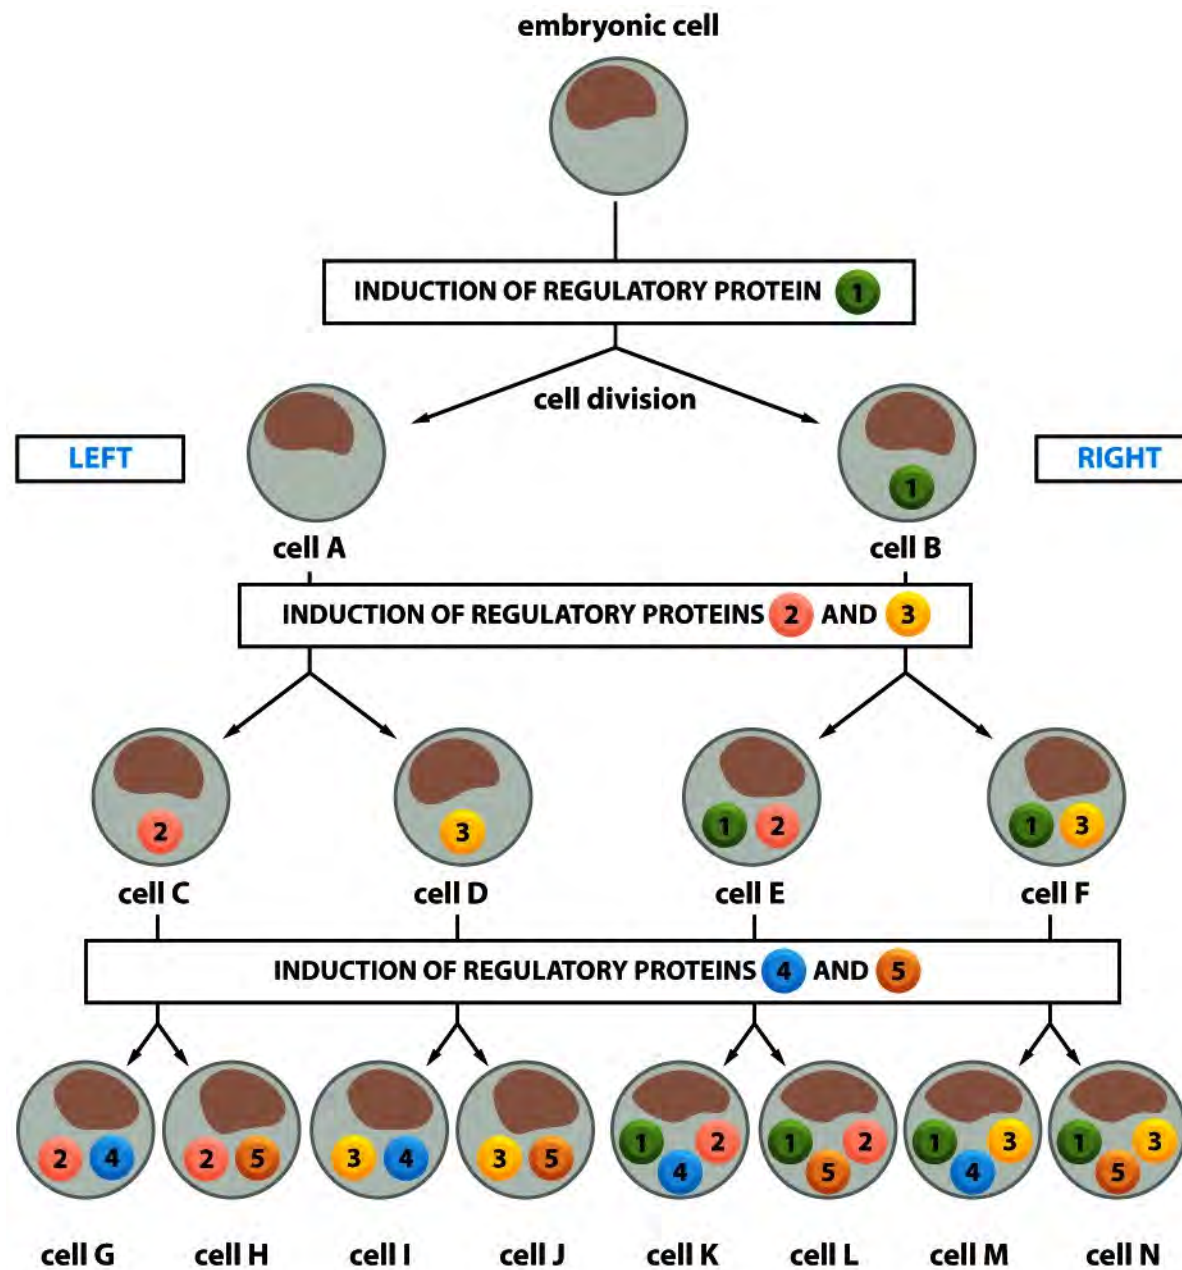 embryonic cell
INDUCTION OF REGULATORY PROTEIN 1
cell division
LEFT
RIGHT
1
cell A
cell B
INDUCTION OF REGULATORY PROTEINS 2 AND 3
2
3
1 2
1 3
cell C
cell D
cell E
cell F
INDUCTION OF REGULATORY PROTEINS 4 AND 5
2 4
2 5
3 4
3 5
1 2
4
1 2
5
1 3
4
1 3
5
cell G
cell H
cell I
cell J
cell K
cell L
cell M
cell N